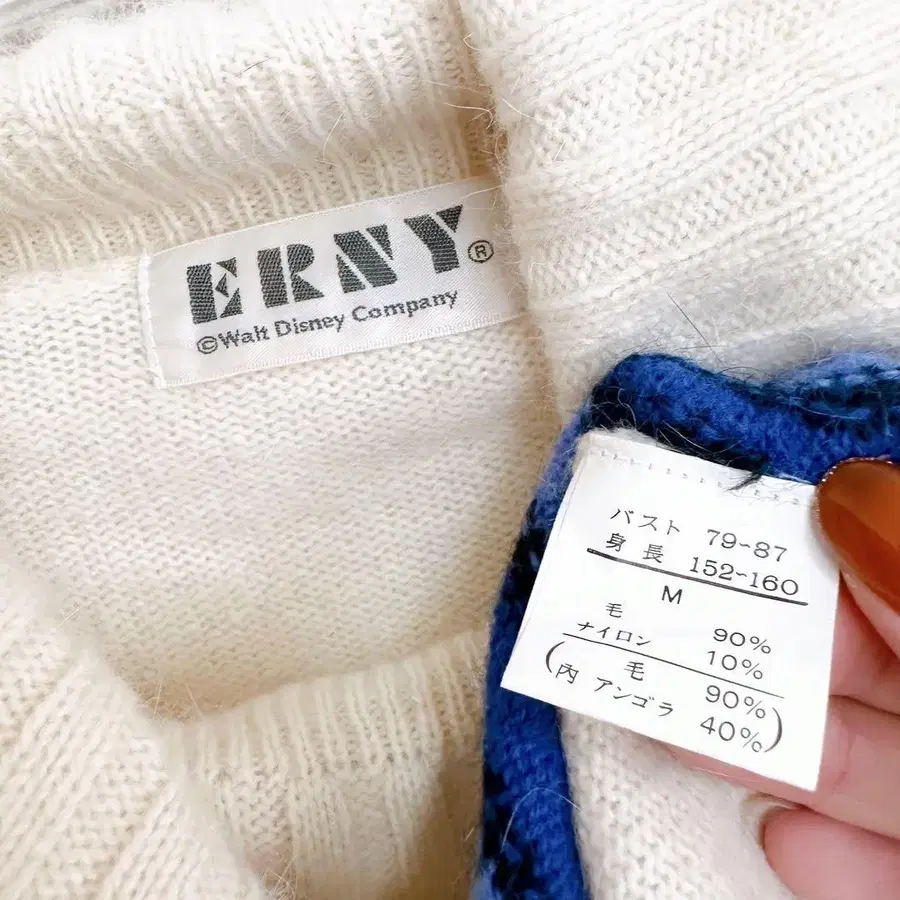 ERNY®
©Walt Disney Company
バスト 79-87
身長 152-160
M
毛 90%
ナイロン 10%
(毛 90%
内 アンゴラ 40%)